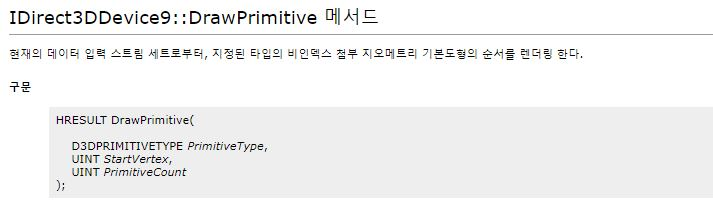 IDirect3DDevice9::DrawPrimitive 메서드
현재의 데이터 입력 스트림 세트로부터, 지정된 타입의 비인덱스 첨부 지오메트리 기본도형의 순서를 렌더링 한다.
구문
HRESULT DrawPrimitive(
D3DPRIMITIVETYPE PrimitiveType,
UINT StartVertex,
UINT PrimitiveCount
);